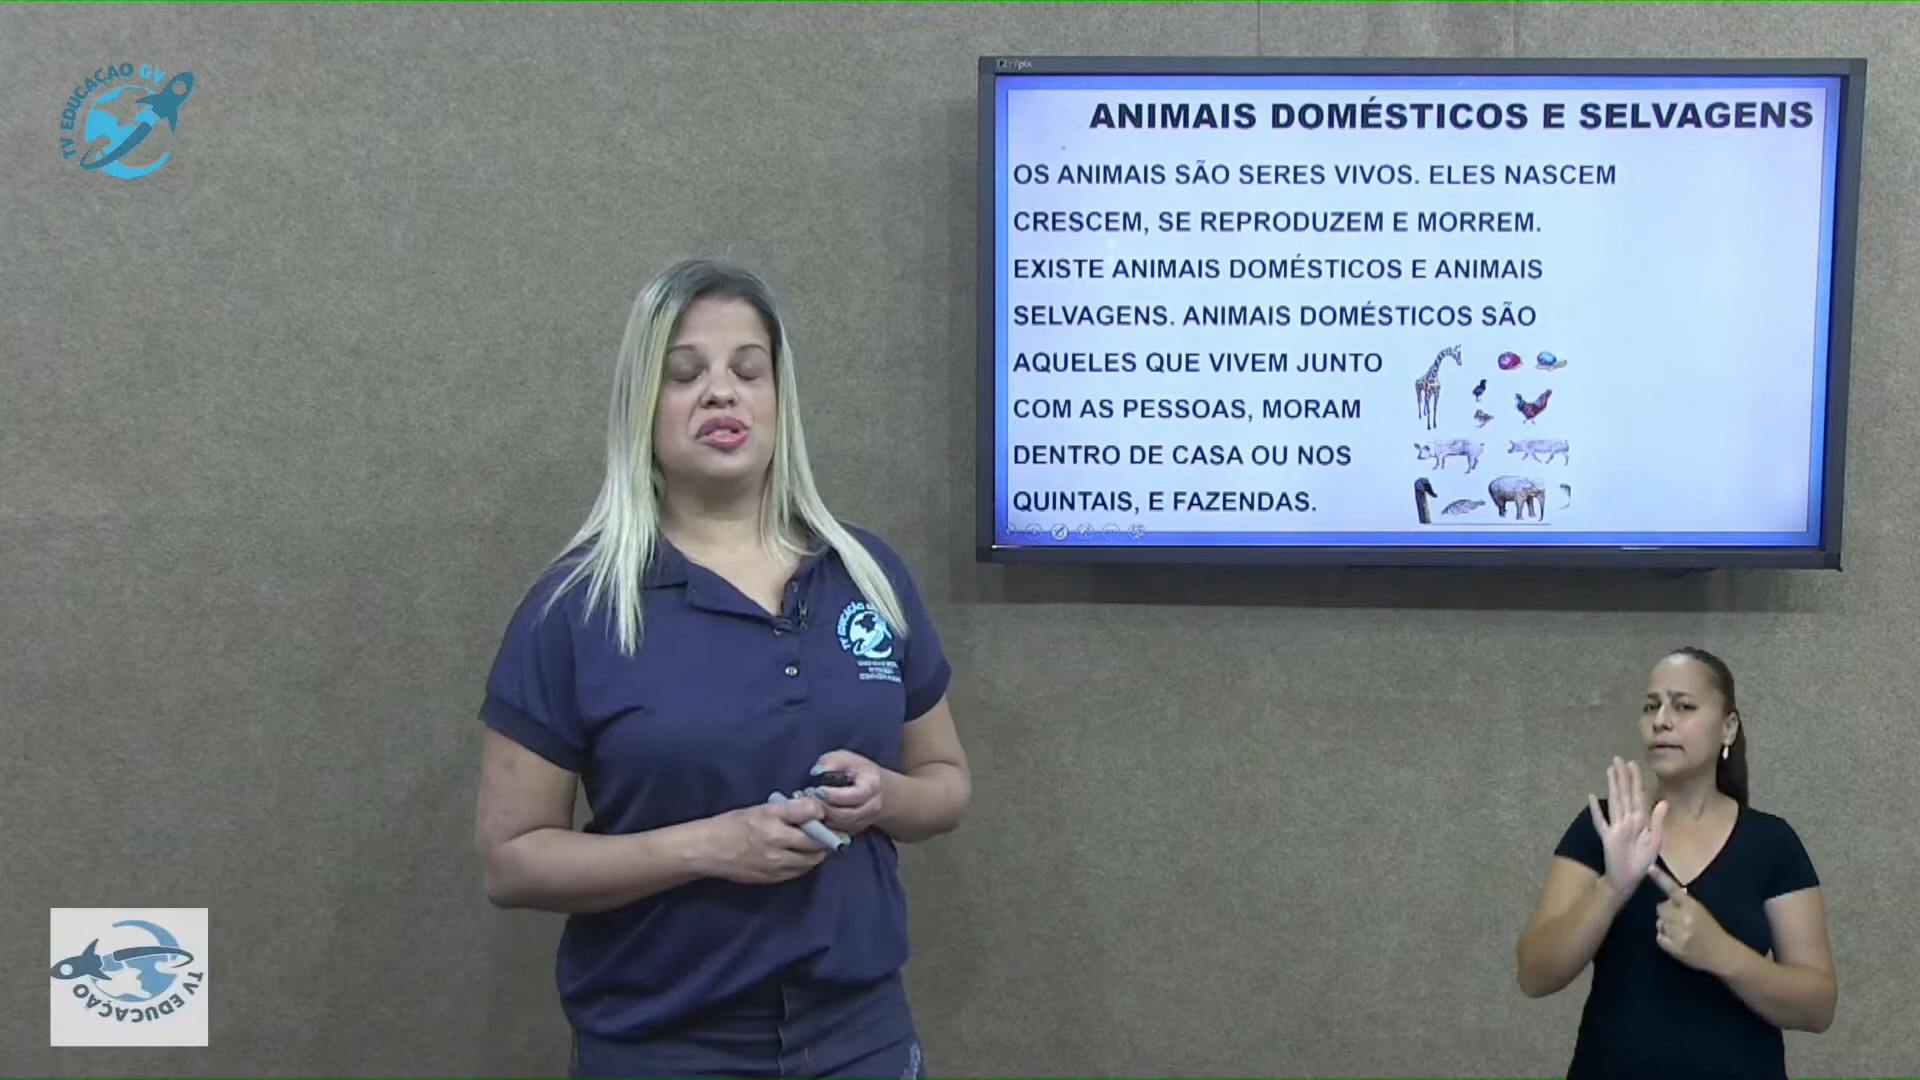 TV EDUCAÇAO GV
ANIMAIS DOMÉSTICOS E SELVAGENS
OS ANIMAIS SÃO SERES VIVOS. ELES NASCEM
CRESCEM, SE REPRODUZEM E MORREM.
EXISTE ANIMAIS DOMÉSTICOS E ANIMAIS
SELVAGENS. ANIMAIS DOMÉSTICOS SÃO
AQUELES QUE VIVEM JUNTO
COM AS PESSOAS, MORAM
DENTRO DE CASA OU NOS
QUINTAIS, E FAZENDAS.
TV EDUCAÇÃO
TV EDUCAÇÃO